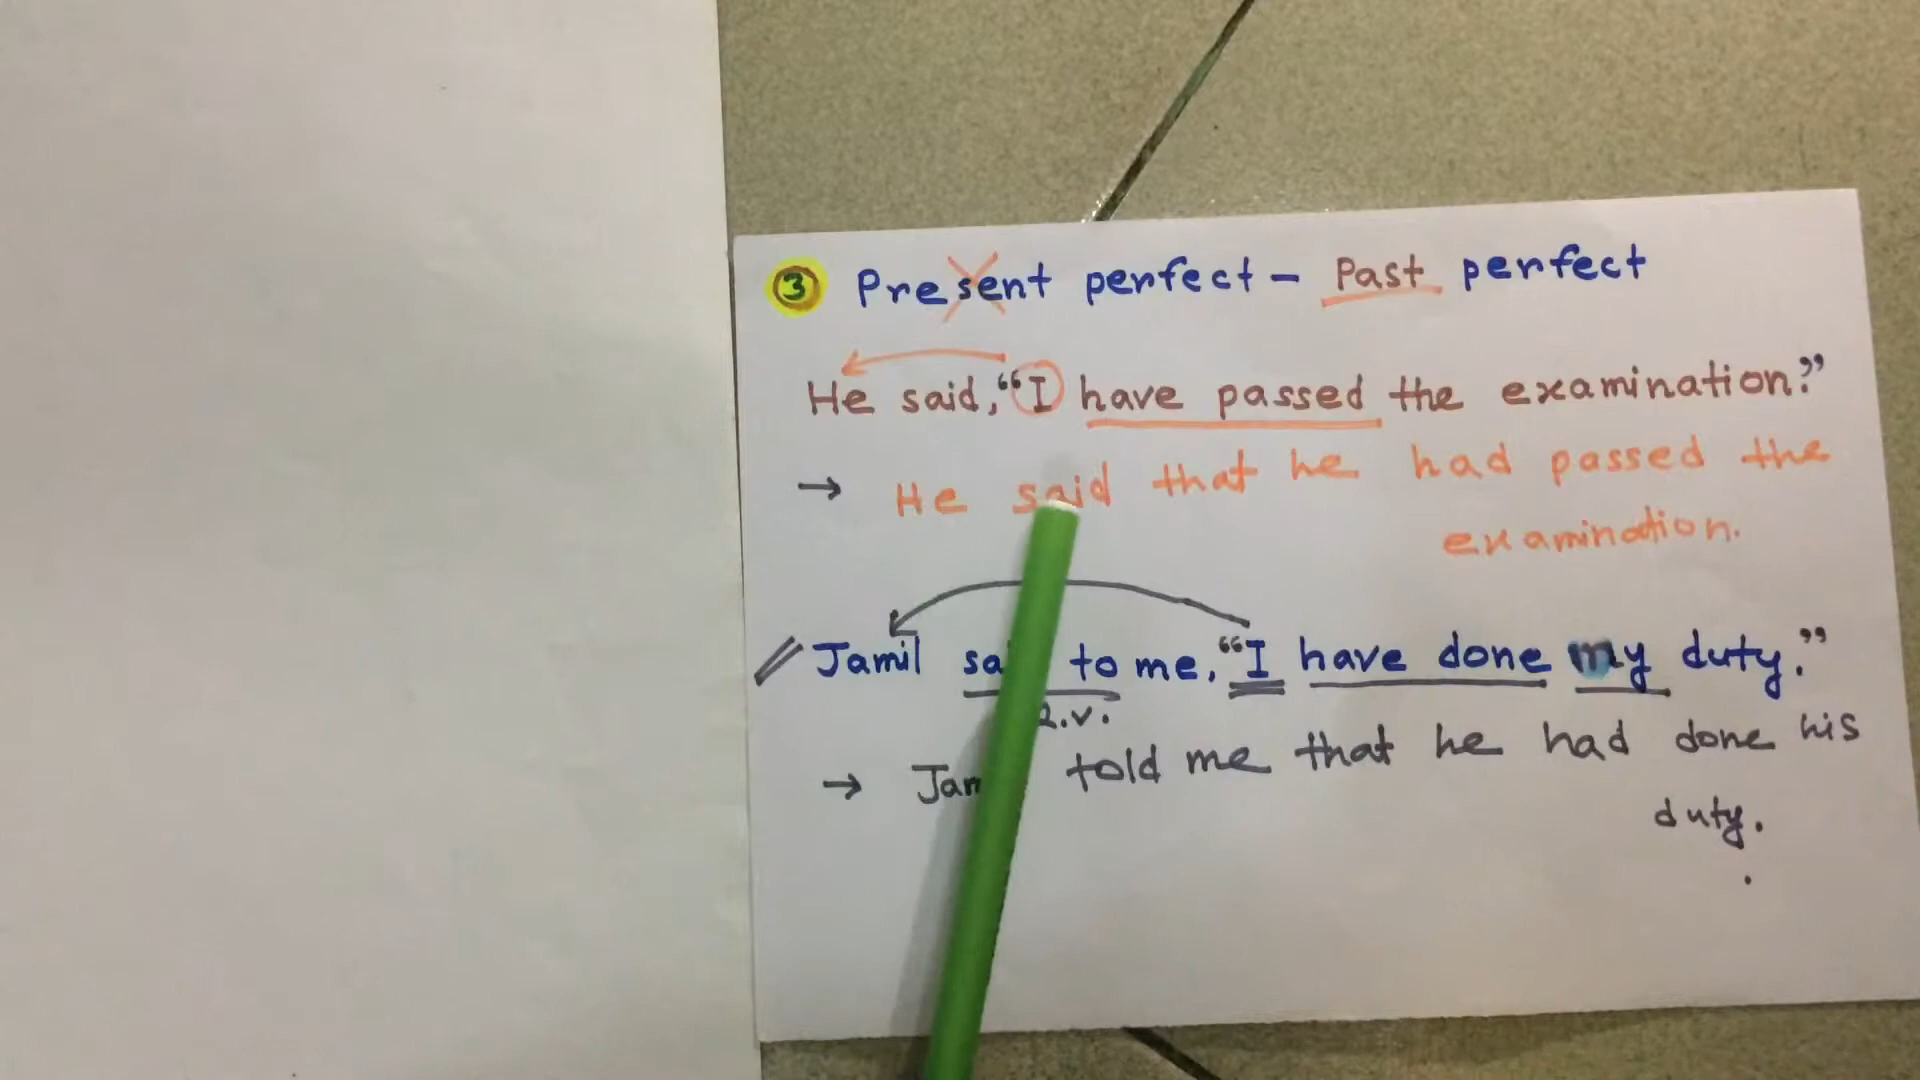 3 Present perfect – Past perfect
He said, “I have passed the examination.”
→ He said that he had passed the
examination.
Jamil to me, “I have done my duty.”
R.V.
→ told me that he had done his
duty.